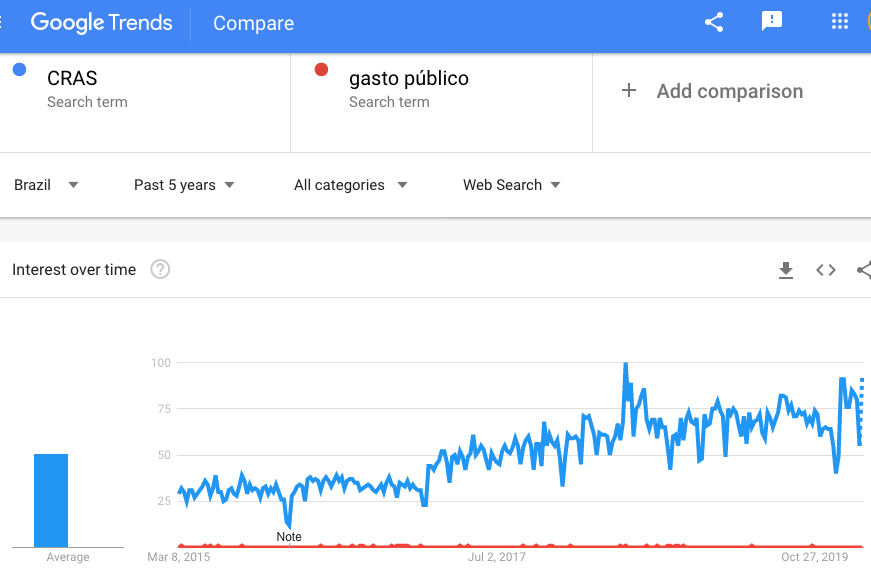 Google Trends Compare
CRAS
Search term
gasto público
Search term
+ Add comparison
Brazil Past 5 years All categories Web Search
Interest over time ?
100
75
50
25
Note
Average Mar 8, 2015 Jul 2, 2017 Oct 27, 2019